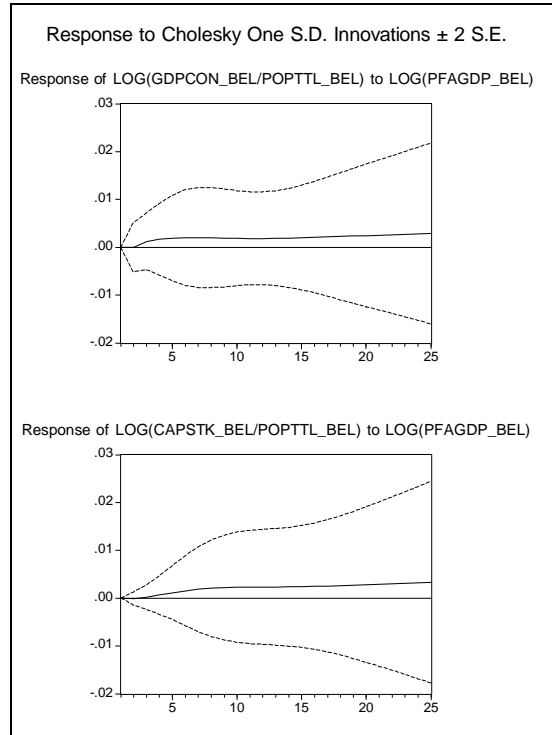 Response to Cholesky One S.D. Innovations ± 2 S.E.
Response of LOG(GDPCON_BEL/POPTTL_BEL) to LOG(PFAGDP_BEL)
.03
.02
.01
.00
-.01
-.02
5 10 15 20 25
Response of LOG(CAPSTK_BEL/POPTTL_BEL) to LOG(PFAGDP_BEL)
.03
.02
.01
.00
-.01
-.02
5 10 15 20 25